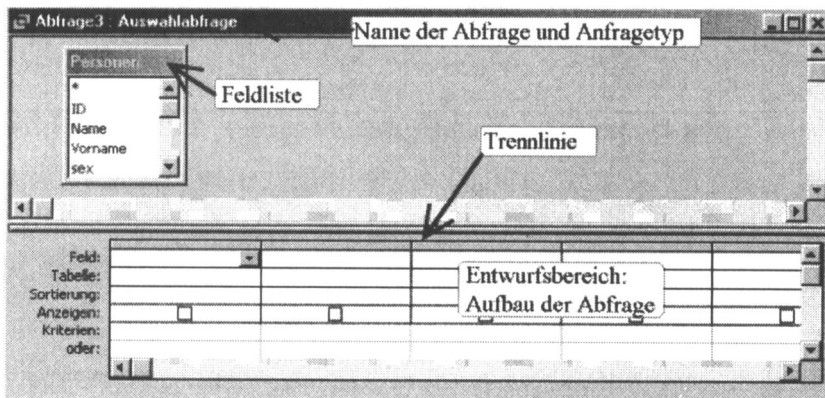 Abfrage3 : Auswahlabfrage
Name der Abfrage und Anfragetyp
Personen
Feldliste
*
ID
Name
Vorname
sex
Trennlinie
Feld:
Tabelle:
Sortierung:
Anzeigen:
Kriterien:
oder:
Entwurfsbereich:
Aufbau der Abfrage